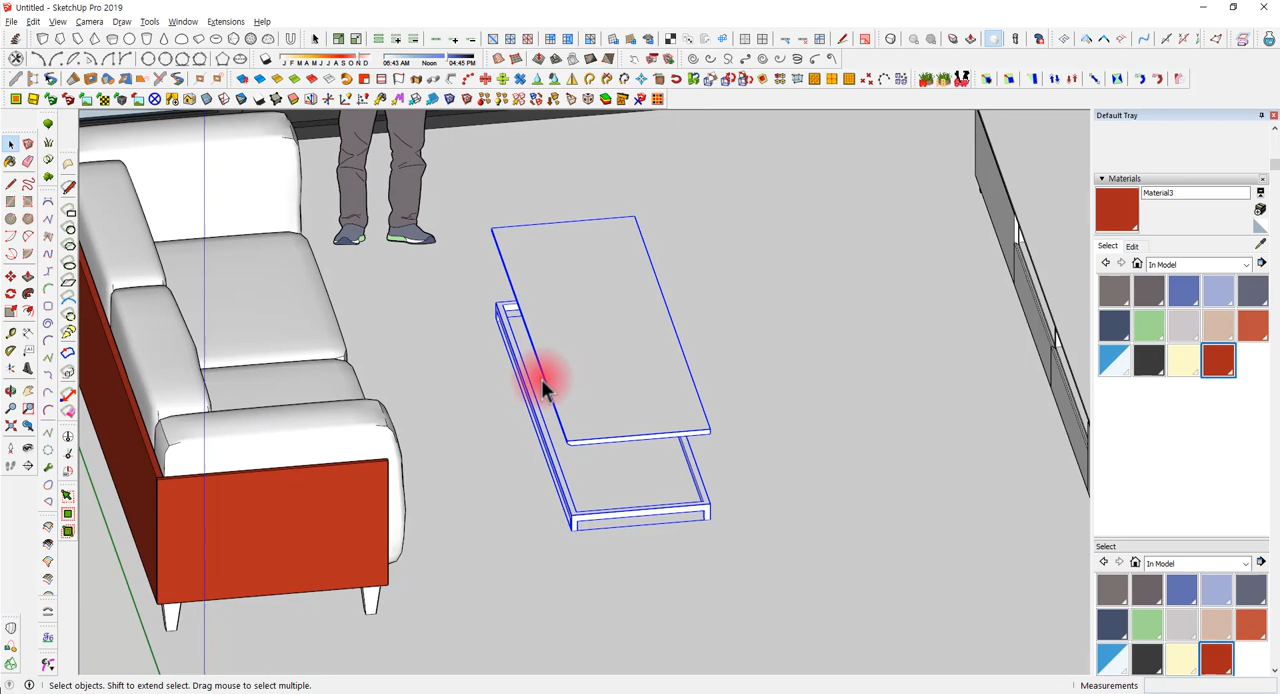 Untitled - SketchUp Pro 2019
File Edit View Camera Draw Tools Window Extensions Help
J F M A M J J A S O N D 06:43 AM Noon 04:45 PM
Default Tray
Materials
Material3
Select Edit
In Model
Select
In Model
Select objects. Shift to extend select. Drag mouse to select multiple.
Measurements